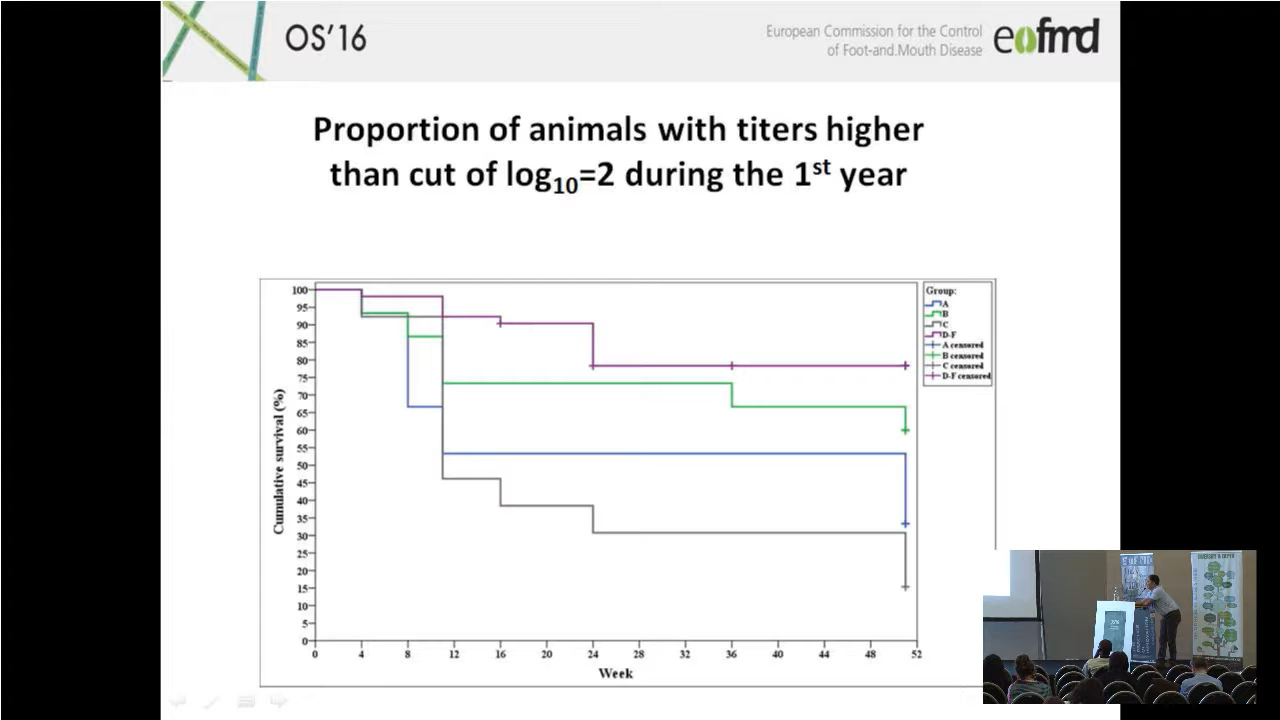 OS'16
European Commission for the Control
of Foot-and.Mouth Disease
eofmd
Proportion of animals with titers higher
than cut of log10=2 during the 1st year
Cumulative survival (%)
100
95
90
85
80
75
70
65
60
55
50
45
40
35
30
25
20
15
10
5
0
0 4 8 12 16 20 24 28 32 36 40 44 48 52
Week
Group:
A
B
C
D-F
A censored
B censored
C censored
D-F censored
DIVERSITY & DEPTH